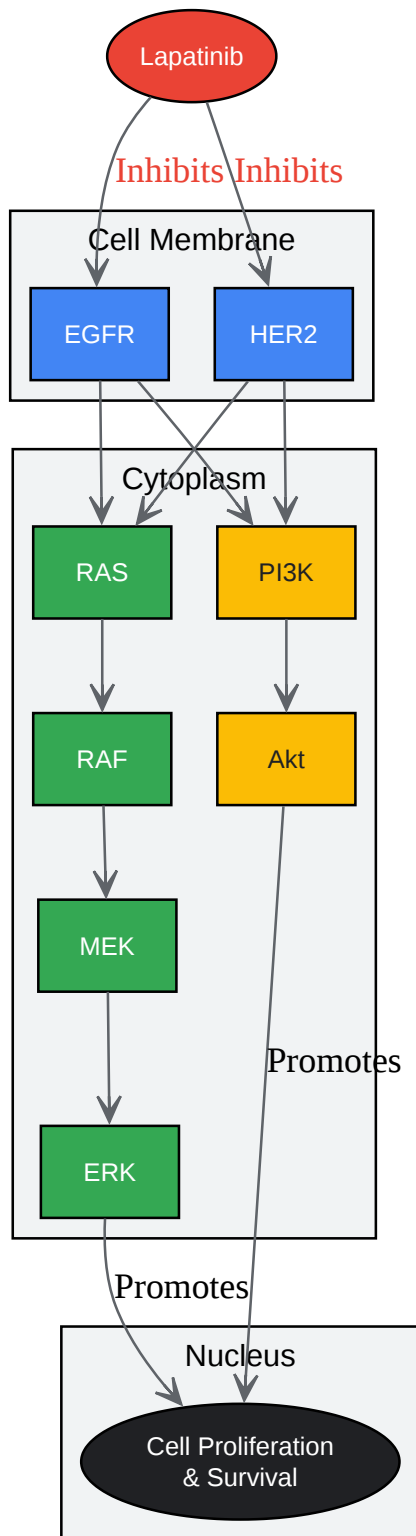 Lapatinib
Inhibits Inhibits
Cell Membrane
EGFR
HER2
Cytoplasm
RAS
PI3K
RAF
Akt
MEK
Promotes
ERK
Promotes
Nucleus
Cell Proliferation
& Survival